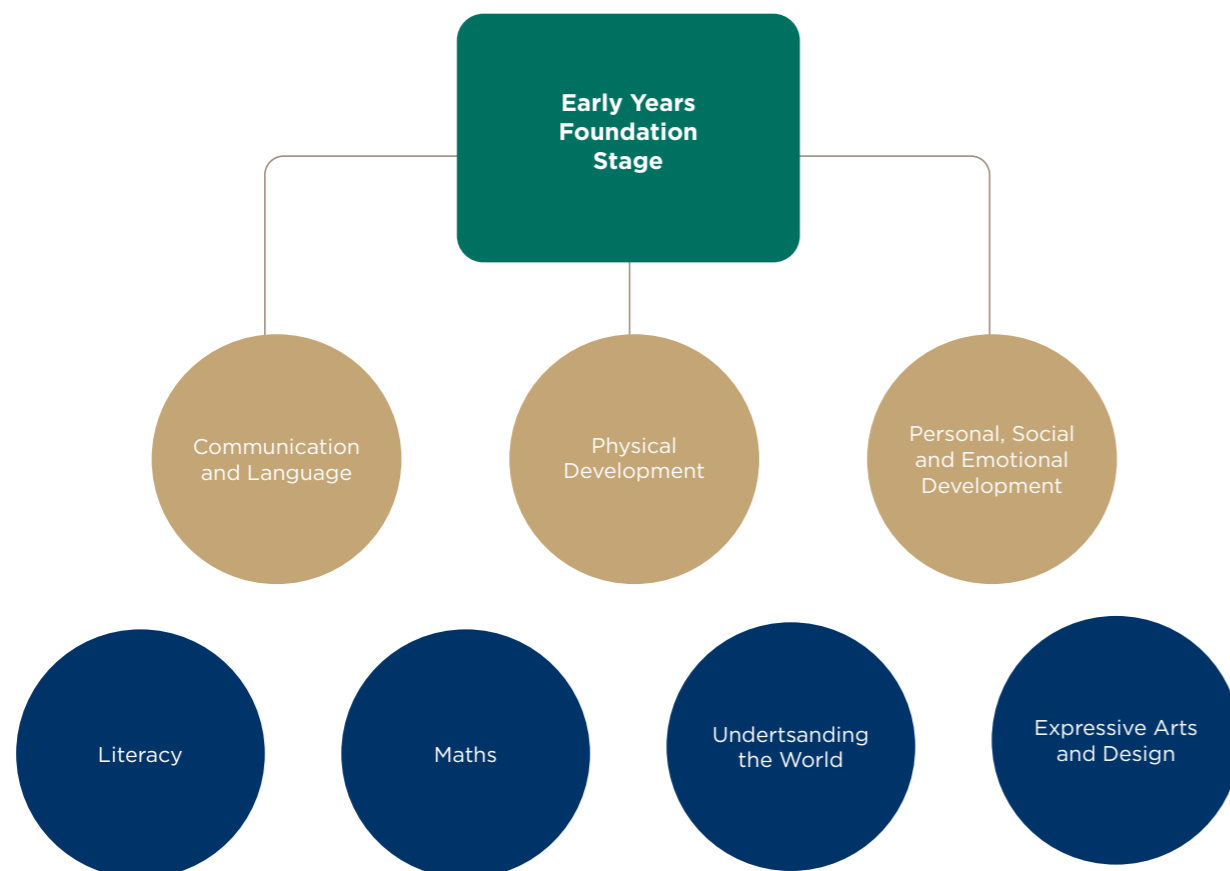 Early Years
Foundation
Stage
Communication
and Language
Physical
Development
Personal, Social
and Emotional
Development
Literacy
Maths
Undertsanding
the World
Expressive Arts
and Design